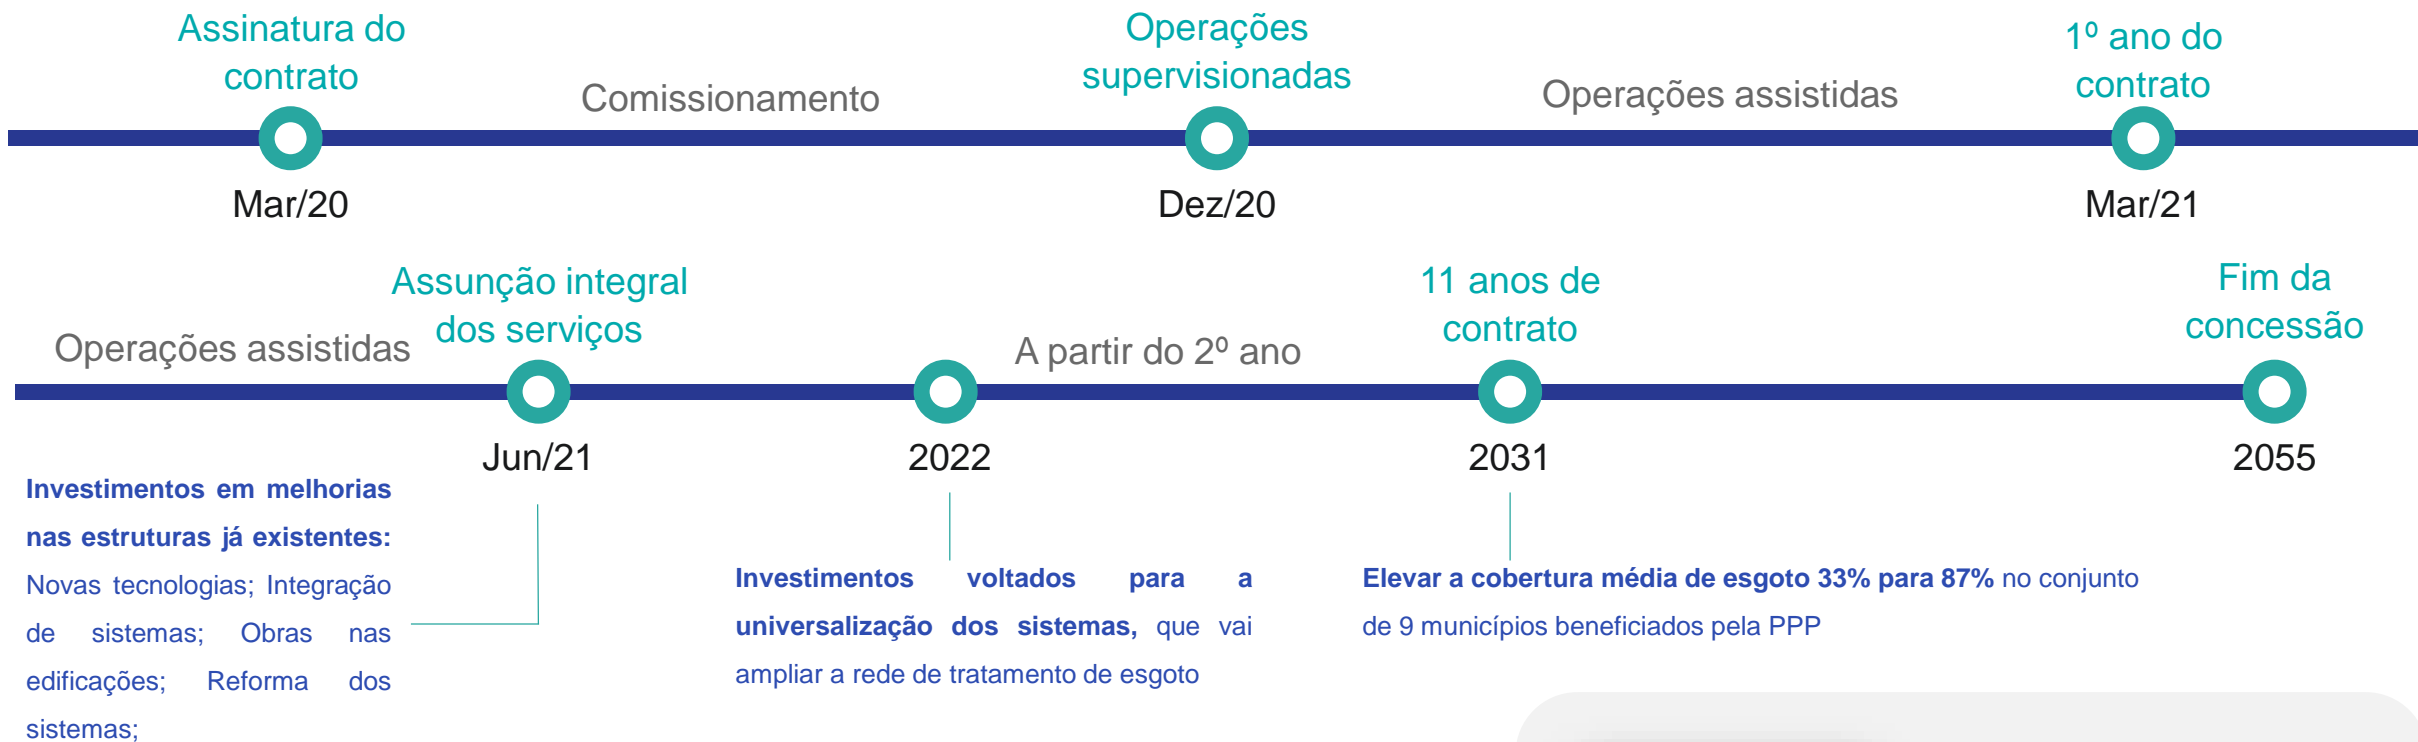 Assinatura do
contrato
Comissionamento
Operações
supervisionadas
Operações assistidas
1º ano do
contrato
Mar/20
Dez/20
Mar/21
Operações assistidas
Assunção integral
dos serviços
A partir do 2º ano
11 anos de
contrato
Fim da
concessão
Jun/21
2022
2031
2055
Investimentos em melhorias
nas estruturas já existentes:
Novas tecnologias; Integração
de sistemas; Obras nas
edificações; Reforma dos
sistemas;
Investimentos voltados para a
universalização dos sistemas, que vai
ampliar a rede de tratamento de esgoto
Elevar a cobertura média de esgoto 33% para 87% no conjunto
de 9 municípios beneficiados pela PPP